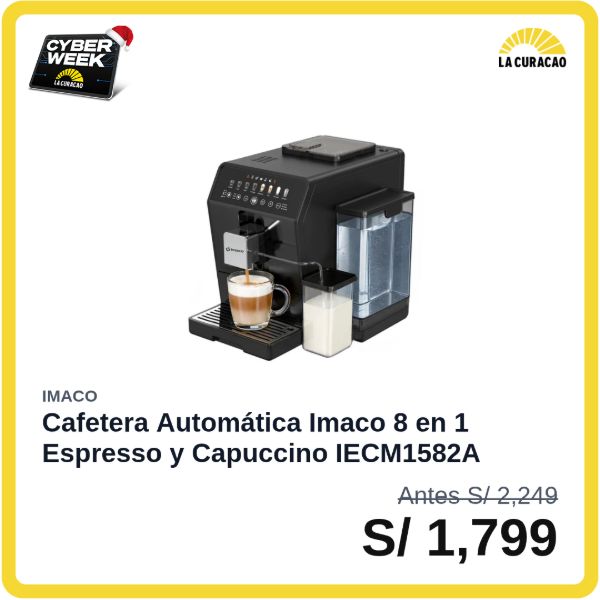 CYBER
WEEK
LA CURACAO
LA CURACAO
IMACO
Cafetera Automática Imaco 8 en 1
Espresso y Capuccino IECM1582A
Antes S/ 2,249
S/ 1,799